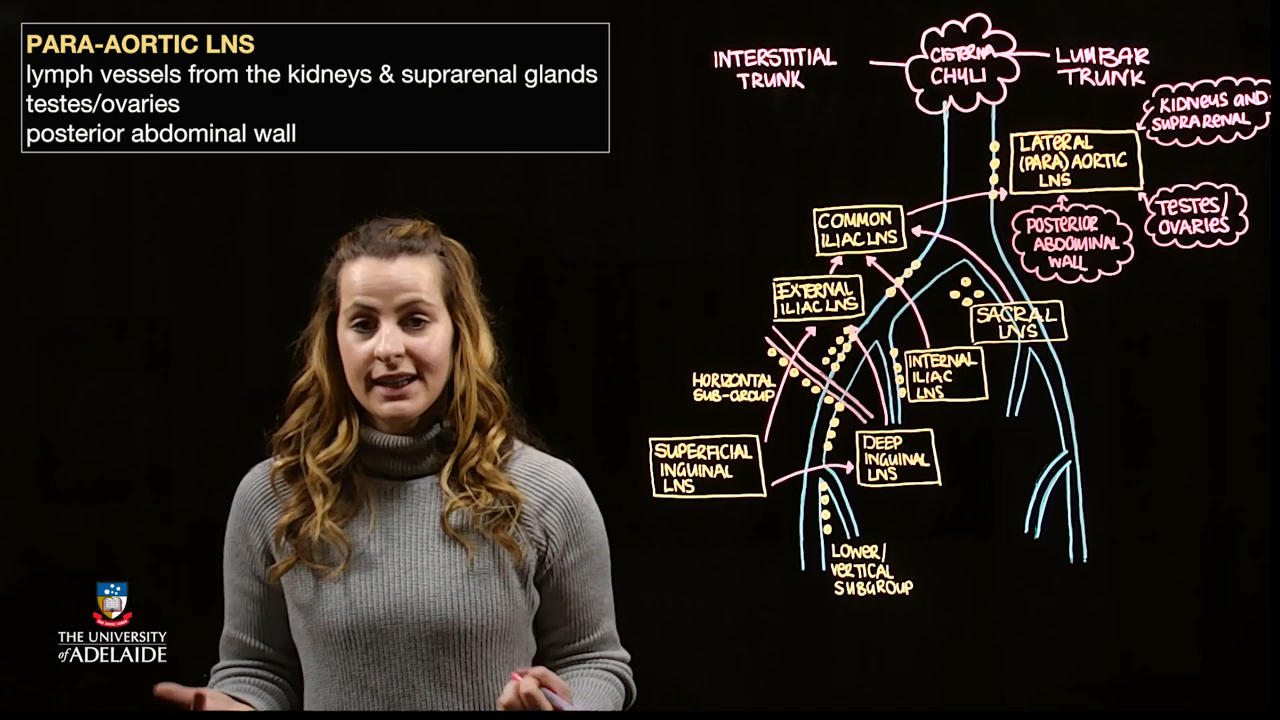 PARA-AORTIC LNS
lymph vessels from the kidneys & suprarenal glands
testes/ovaries
posterior abdominal wall
INTERSTITIAL
TRUNK
CISTERNA
CHYLI
LUMBAR
TRUNK
KIDNEUS AND
SUPRARENAL
LATERAL
(PARA) AORTIC
LNS
TESTES/
OVARIES
POSTERIOR
ABDOMINAL
WALL
COMMON
ILIAC LNS
EXTERNAL
ILIAC LNS
SACRAL
LNS
INTERNAL
ILIAC
LNS
HORIZONTAL
SUB-GROUP
SUPERFICIAL
INGUINAL
LNS
DEEP
INGUINAL
LNS
LOWER/
VERTICAL
SUBGROUP
THE UNIVERSITY
of ADELAIDE